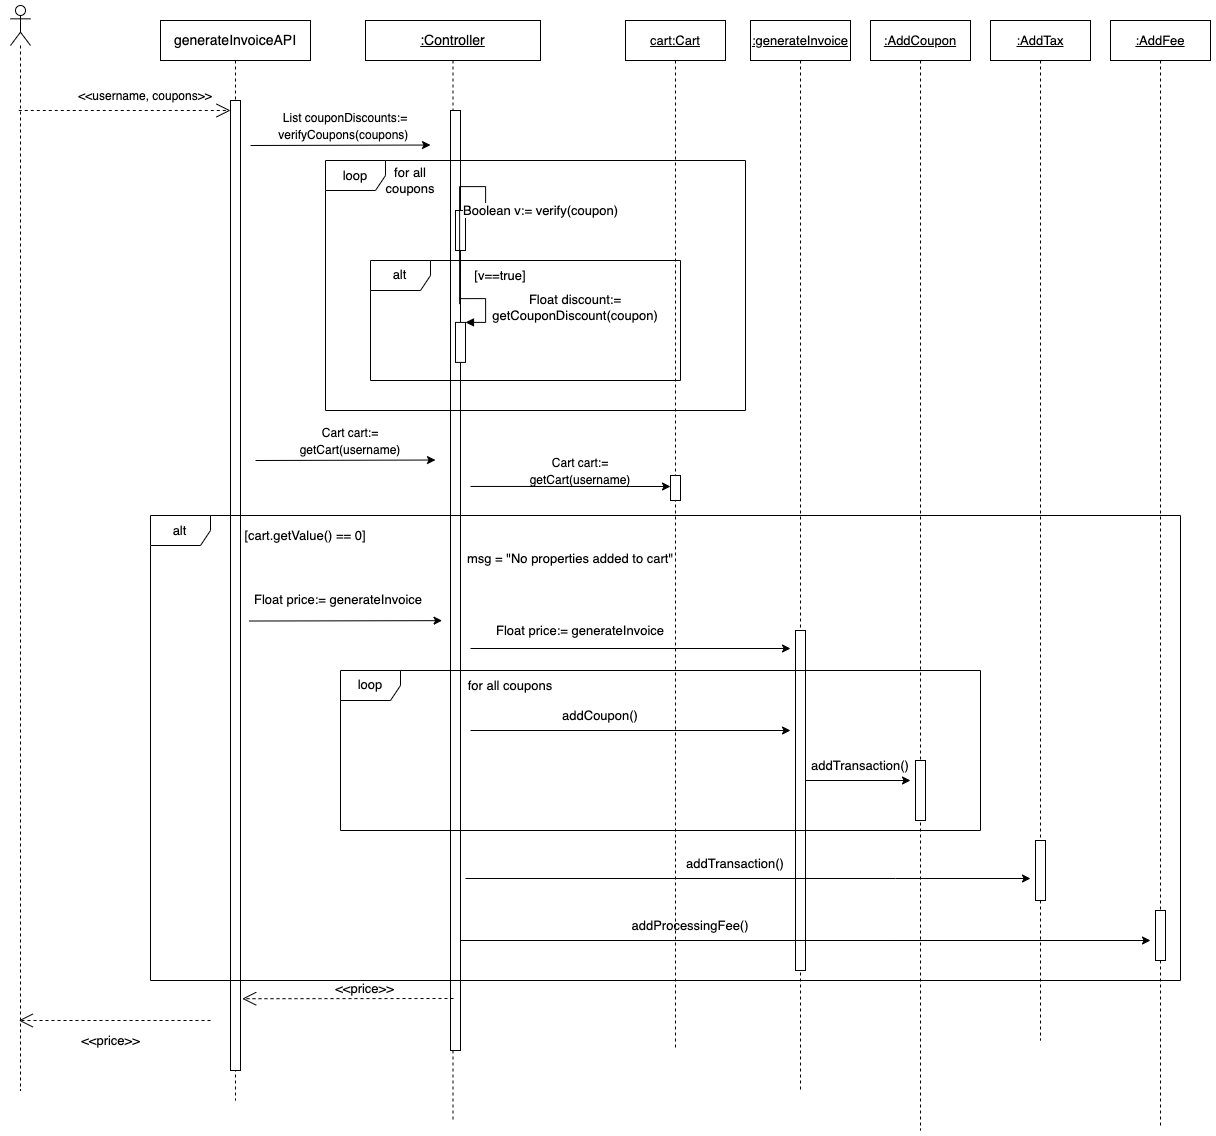 generateInvoiceAPI
:Controller
cart:Cart
:generateInvoice
:AddCoupon
:AddTax
:AddFee
<<username, coupons>>
List couponDiscounts:=
verifyCoupons(coupons)
loop
for all
coupons
Boolean v:= verify(coupon)
alt
[v==true]
Float discount:=
getCouponDiscount(coupon)
Cart cart:=
getCart(username)
Cart cart:=
getCart(username)
alt
[cart.getValue() == 0]
msg = "No properties added to cart"
Float price:= generateInvoice
Float price:= generateInvoice
loop
for all coupons
addCoupon()
addTransaction()
addTransaction()
addProcessingFee()
<<price>>
<<price>>